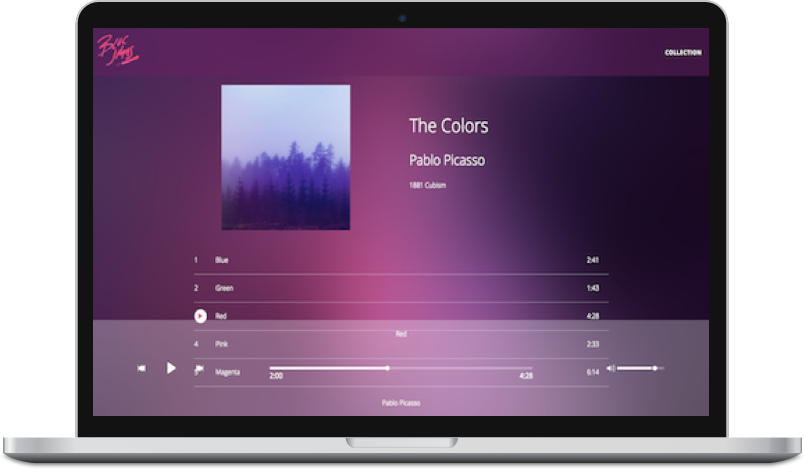 Bloc
Jams
COLLECTION
The Colors
Pablo Picasso
1881 Cubism
1 Blue 2:41
2 Green 1:43
Red 4:28
Red
4 Pink 2:33
5 Magenta 6:14
2:00 4:28
Pablo Picasso